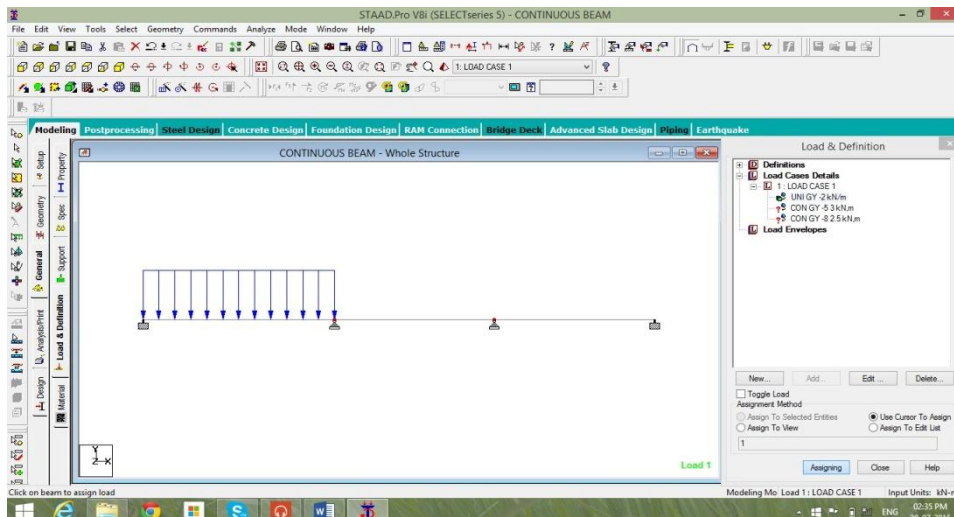 STAAD.Pro V8i (SELECTseries 5) - CONTINUOUS BEAM
File Edit View Tools Select Geometry Commands Analyze Mode Window Help
1: LOAD CASE 1
Modeling Postprocessing Steel Design Concrete Design Foundation Design RAM Connection Bridge Deck Advanced Slab Design Piping Earthquake
Setup
Geometry
General
Analysis/Print
Design
Property
Spec
Support
Load & Definition
Material
CONTINUOUS BEAM - Whole Structure
Y
Z X
Load 1
Load & Definition
Definitions
Load Cases Details
1 : LOAD CASE 1
UNI GY -2 kN/m
CON GY -5 3 kN,m
CON GY -8 2.5 kN,m
Load Envelopes
New... Add... Edit ... Delete...
Toggle Load
Assignment Method
Assign To Selected Entities Use Cursor To Assign
Assign To View Assign To Edit List
1
Assigning Close Help
Click on beam to assign load Modeling Mo Load 1 : LOAD CASE 1 Input Units:
ENG 02:35 PM